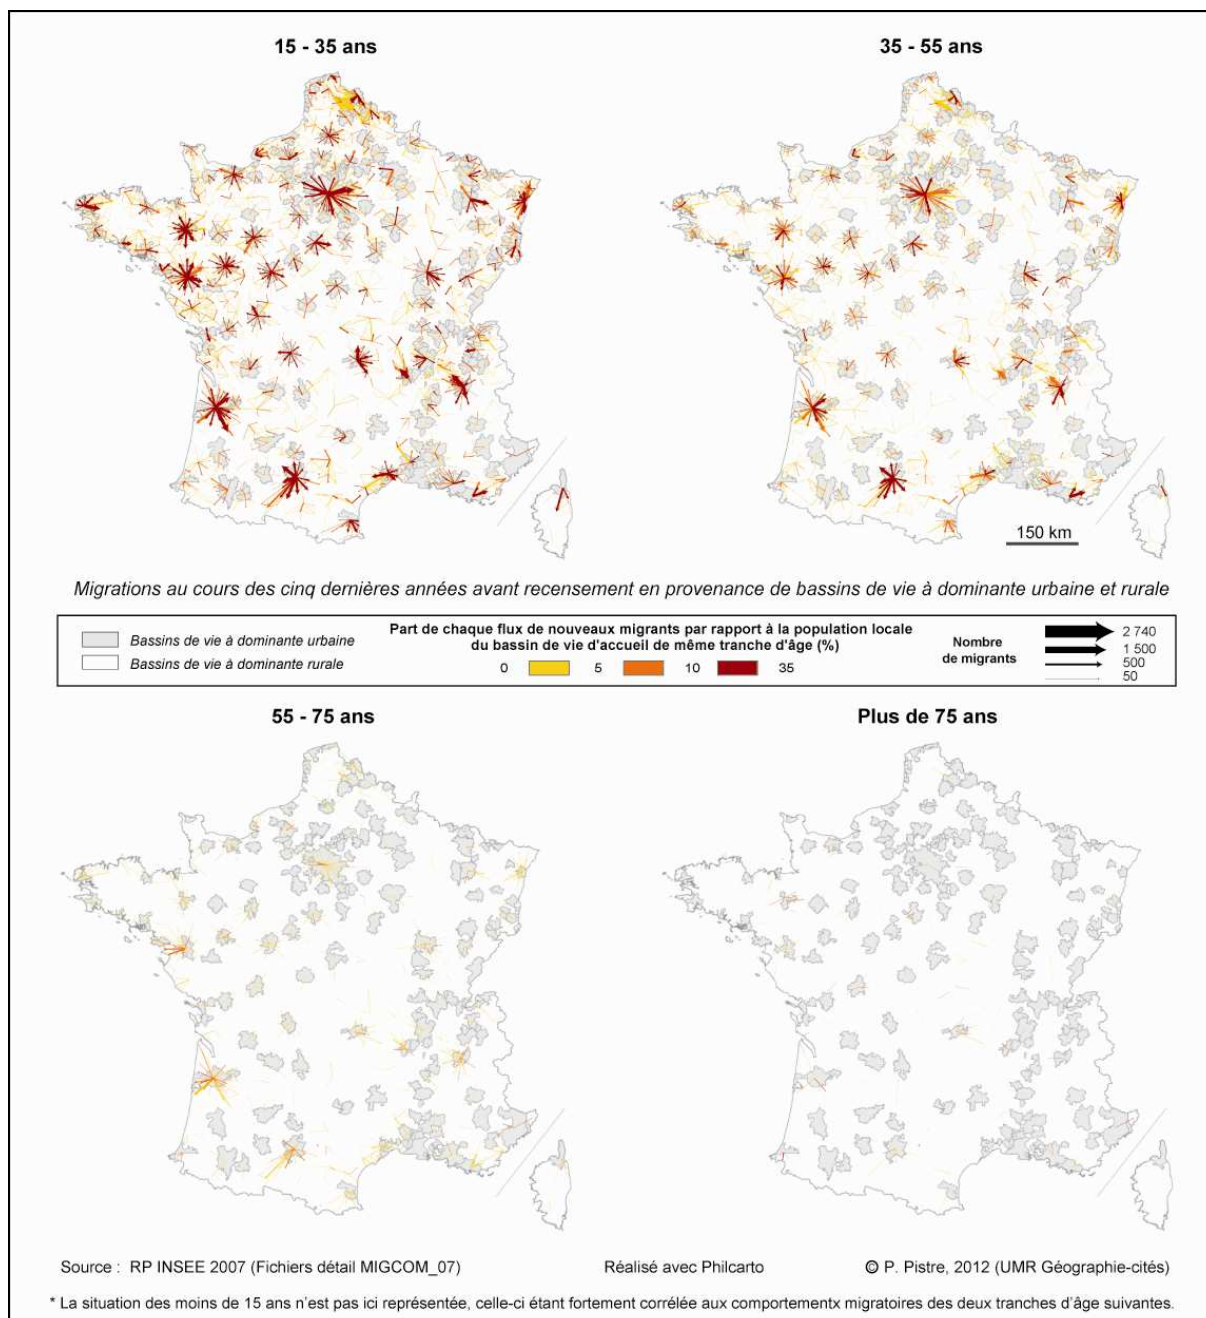 15 - 35 ans
35 - 55 ans
150 km
Migrations au cours des cinq dernières années avant recensement en provenance de bassins de vie à dominante urbaine et rurale
Bassins de vie à dominante urbaine
Bassins de vie à dominante rurale
Part de chaque flux de nouveaux migrants par rapport à la population locale
du bassin de vie d'accueil de même tranche d'âge (%)
0 5 10 35
Nombre
de migrants
2 740
1 500
500
50
55 - 75 ans
Plus de 75 ans
Source : RP INSEE 2007 (Fichiers détail MIGCOM_07)
Réalisé avec Philcarto
© P. Pistre, 2012 (UMR Géographie-cités)
* La situation des moins de 15 ans n'est pas ici représentée, celle-ci étant fortement corrélée aux comportementx migratoires des deux tranches d'âge suivantes.